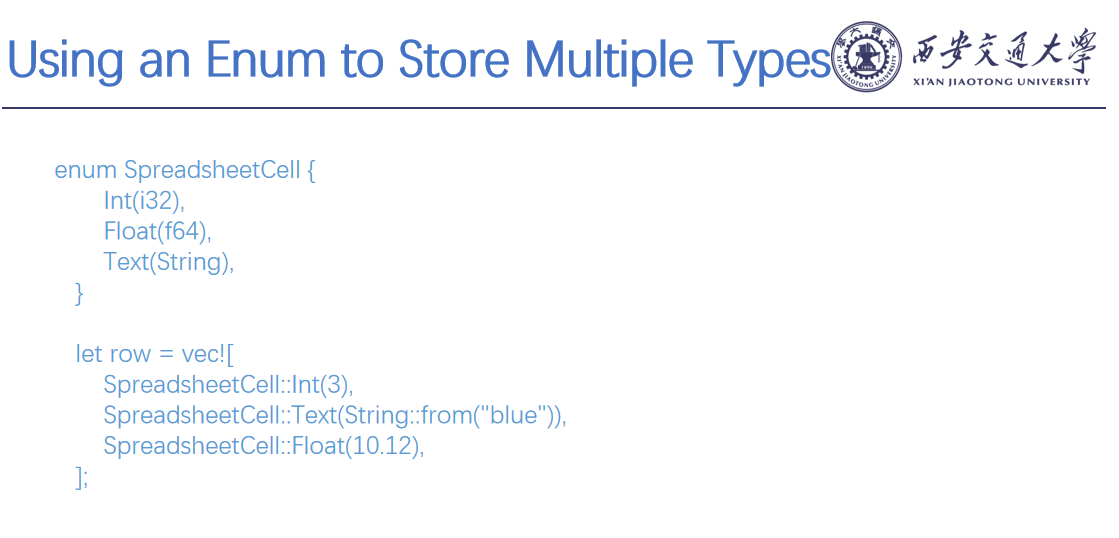 Using an Enum to Store Multiple Types
西安交通大学
XI'AN JIAOTONG UNIVERSITY
enum SpreadsheetCell {
Int(i32),
Float(f64),
Text(String),
}
let row = vec![
SpreadsheetCell::Int(3),
SpreadsheetCell::Text(String::from("blue")),
SpreadsheetCell::Float(10.12),
];